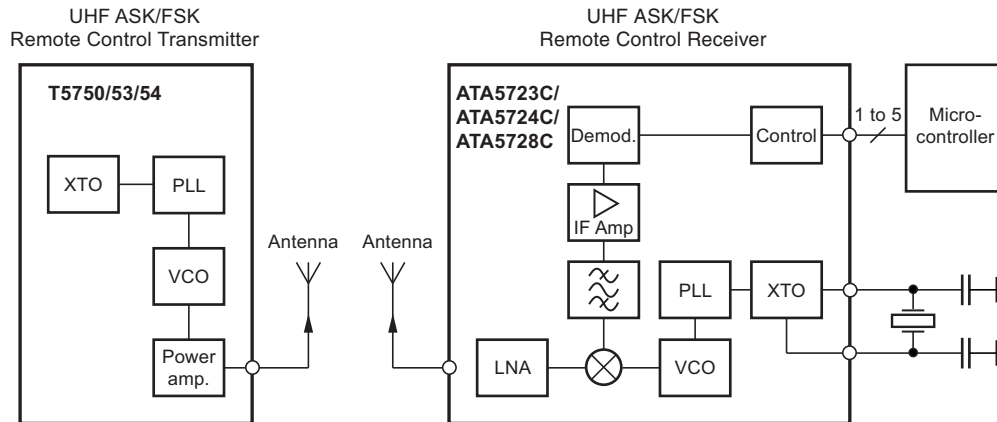 UHF ASK/FSK
Remote Control Transmitter
T5750/53/54
XTO
PLL
VCO
Power
amp.
Antenna
Antenna
UHF ASK/FSK
Remote Control Receiver
ATA5723C/
ATA5724C/
ATA5728C
Demod.
Control
1 to 5
Micro-
controller
IF Amp
PLL
XTO
LNA
VCO